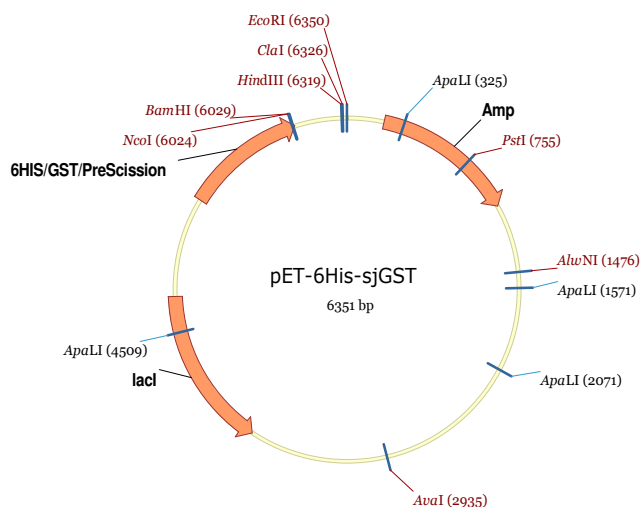 EcoRI (6350)
ClaI (6326)
HindIII (6319)
ApaLI (325)
Amp
BamHI (6029)
NcoI (6024)
PstI (755)
6HIS/GST/PreScission
AlwNI (1476)
pET-6His-sjGST
ApaLI (1571)
6351 bp
ApaLI (4509)
lacI
ApaLI (2071)
AvaI (2935)